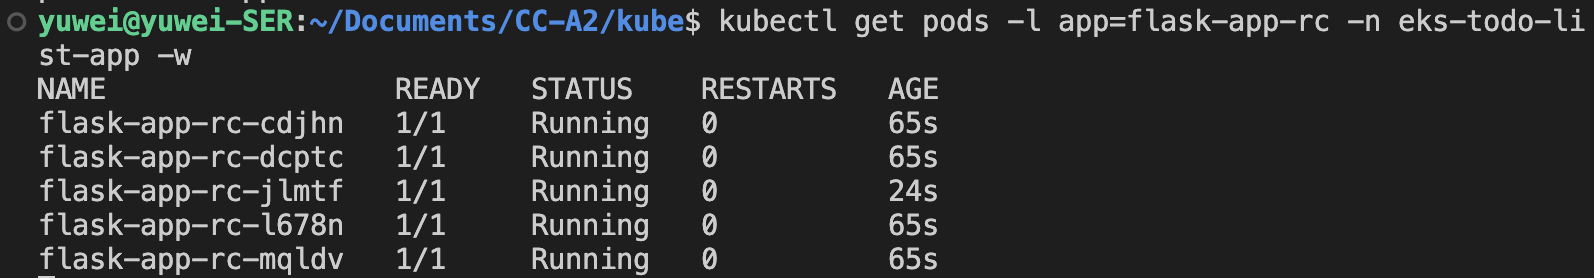 yuwei@yuwei-SER:~/Documents/CC-A2/kube$ kubectl get pods -l app=flask-app-rc -n eks-todo-li
st-app -w
NAME READY STATUS RESTARTS AGE
flask-app-rc-cdjhn 1/1 Running 0 65s
flask-app-rc-dcptc 1/1 Running 0 65s
flask-app-rc-jlmtf 1/1 Running 0 24s
flask-app-rc-l678n 1/1 Running 0 65s
flask-app-rc-mqldv 1/1 Running 0 65s